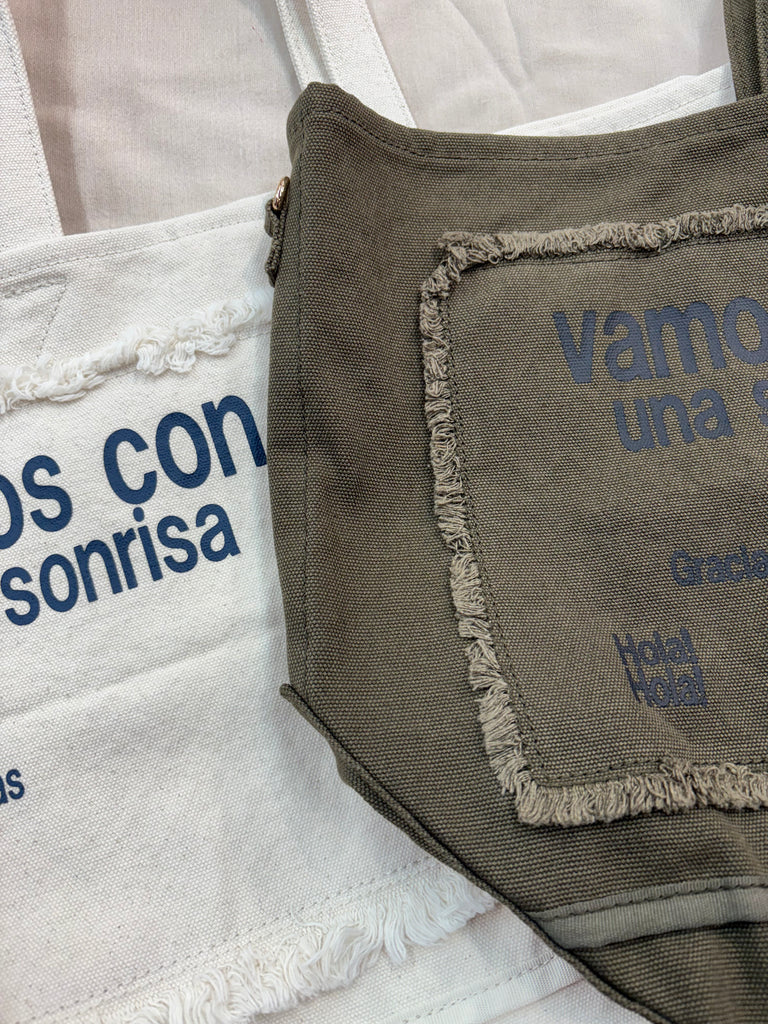 os con
sonrisa
as
vamo
una s
Gracia
Hola!
Hola!